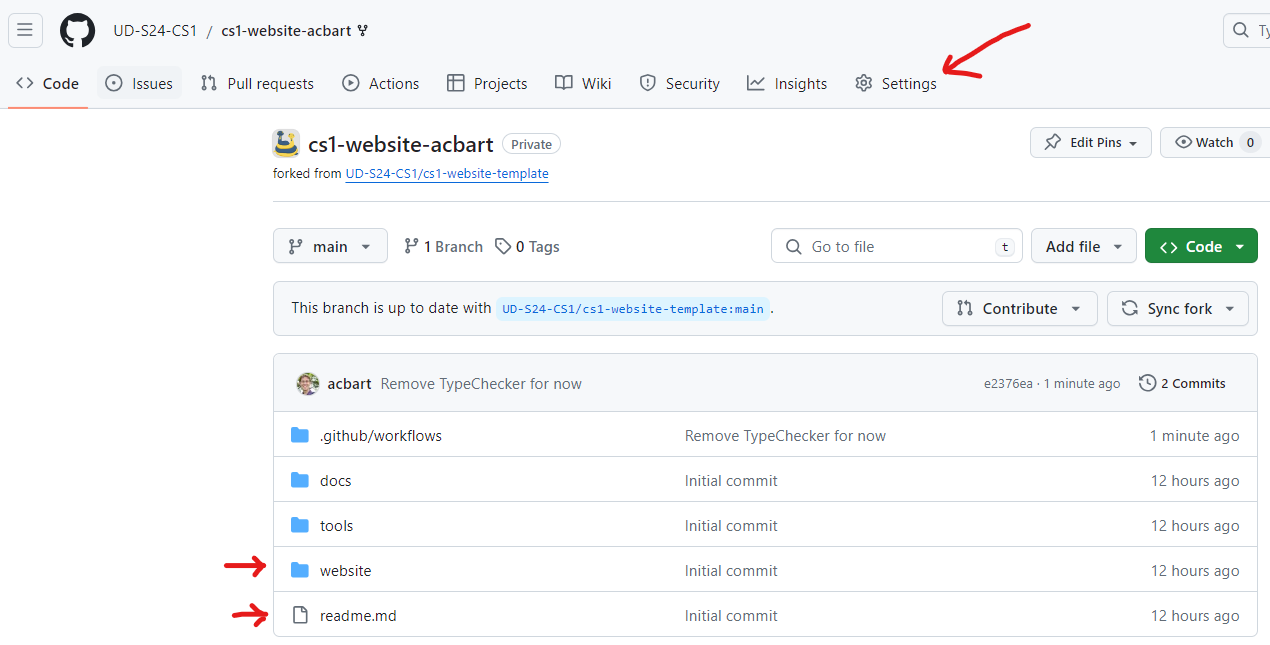 UD-S24-CS1 / cs1-website-acbart
Code Issues Pull requests Actions Projects Wiki Security Insights Settings
cs1-website-acbart Private Edit Pins Watch 0
forked from UD-S24-CS1/cs1-website-template
main 1 Branch 0 Tags Go to file t Add file Code
This branch is up to date with UD-S24-CS1/cs1-website-template:main . Contribute Sync fork
acbart Remove TypeChecker for now e2376ea · 1 minute ago 2 Commits
.github/workflows Remove TypeChecker for now 1 minute ago
docs Initial commit 12 hours ago
tools Initial commit 12 hours ago
website Initial commit 12 hours ago
readme.md Initial commit 12 hours ago